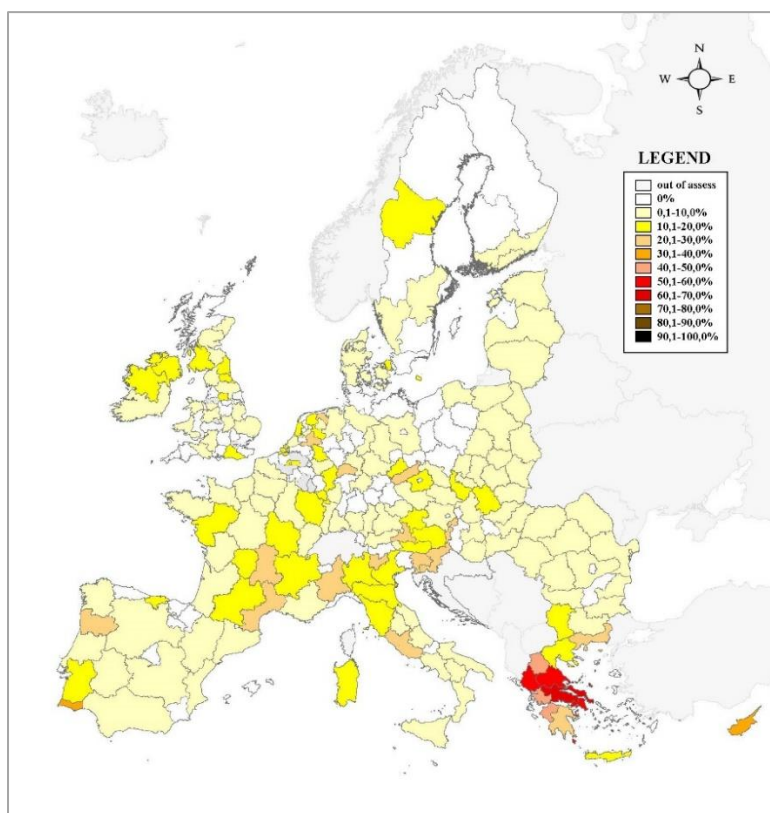 N
W E
S
LEGEND
out of assess
0%
0,1-10,0%
10,1-20,0%
20,1-30,0%
30,1-40,0%
40,1-50,0%
50,1-60,0%
60,1-70,0%
70,1-80,0%
80,1-90,0%
90,1-100,0%